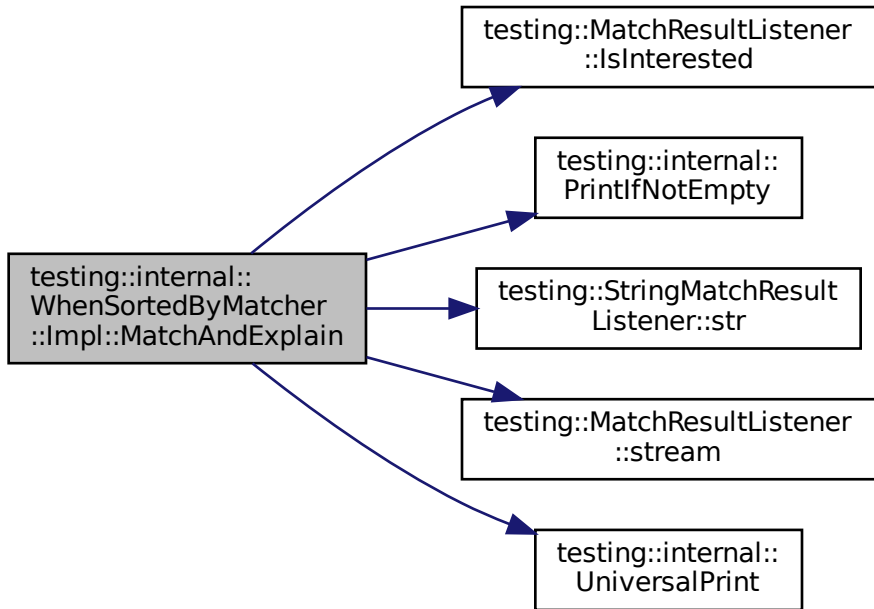 testing::MatchResultListener
::IsInterested
testing::internal::
PrintIfNotEmpty
testing::internal::
WhenSortedByMatcher
::Impl::MatchAndExplain
testing::StringMatchResult
Listener::str
testing::MatchResultListener
::stream
testing::internal::
UniversalPrint